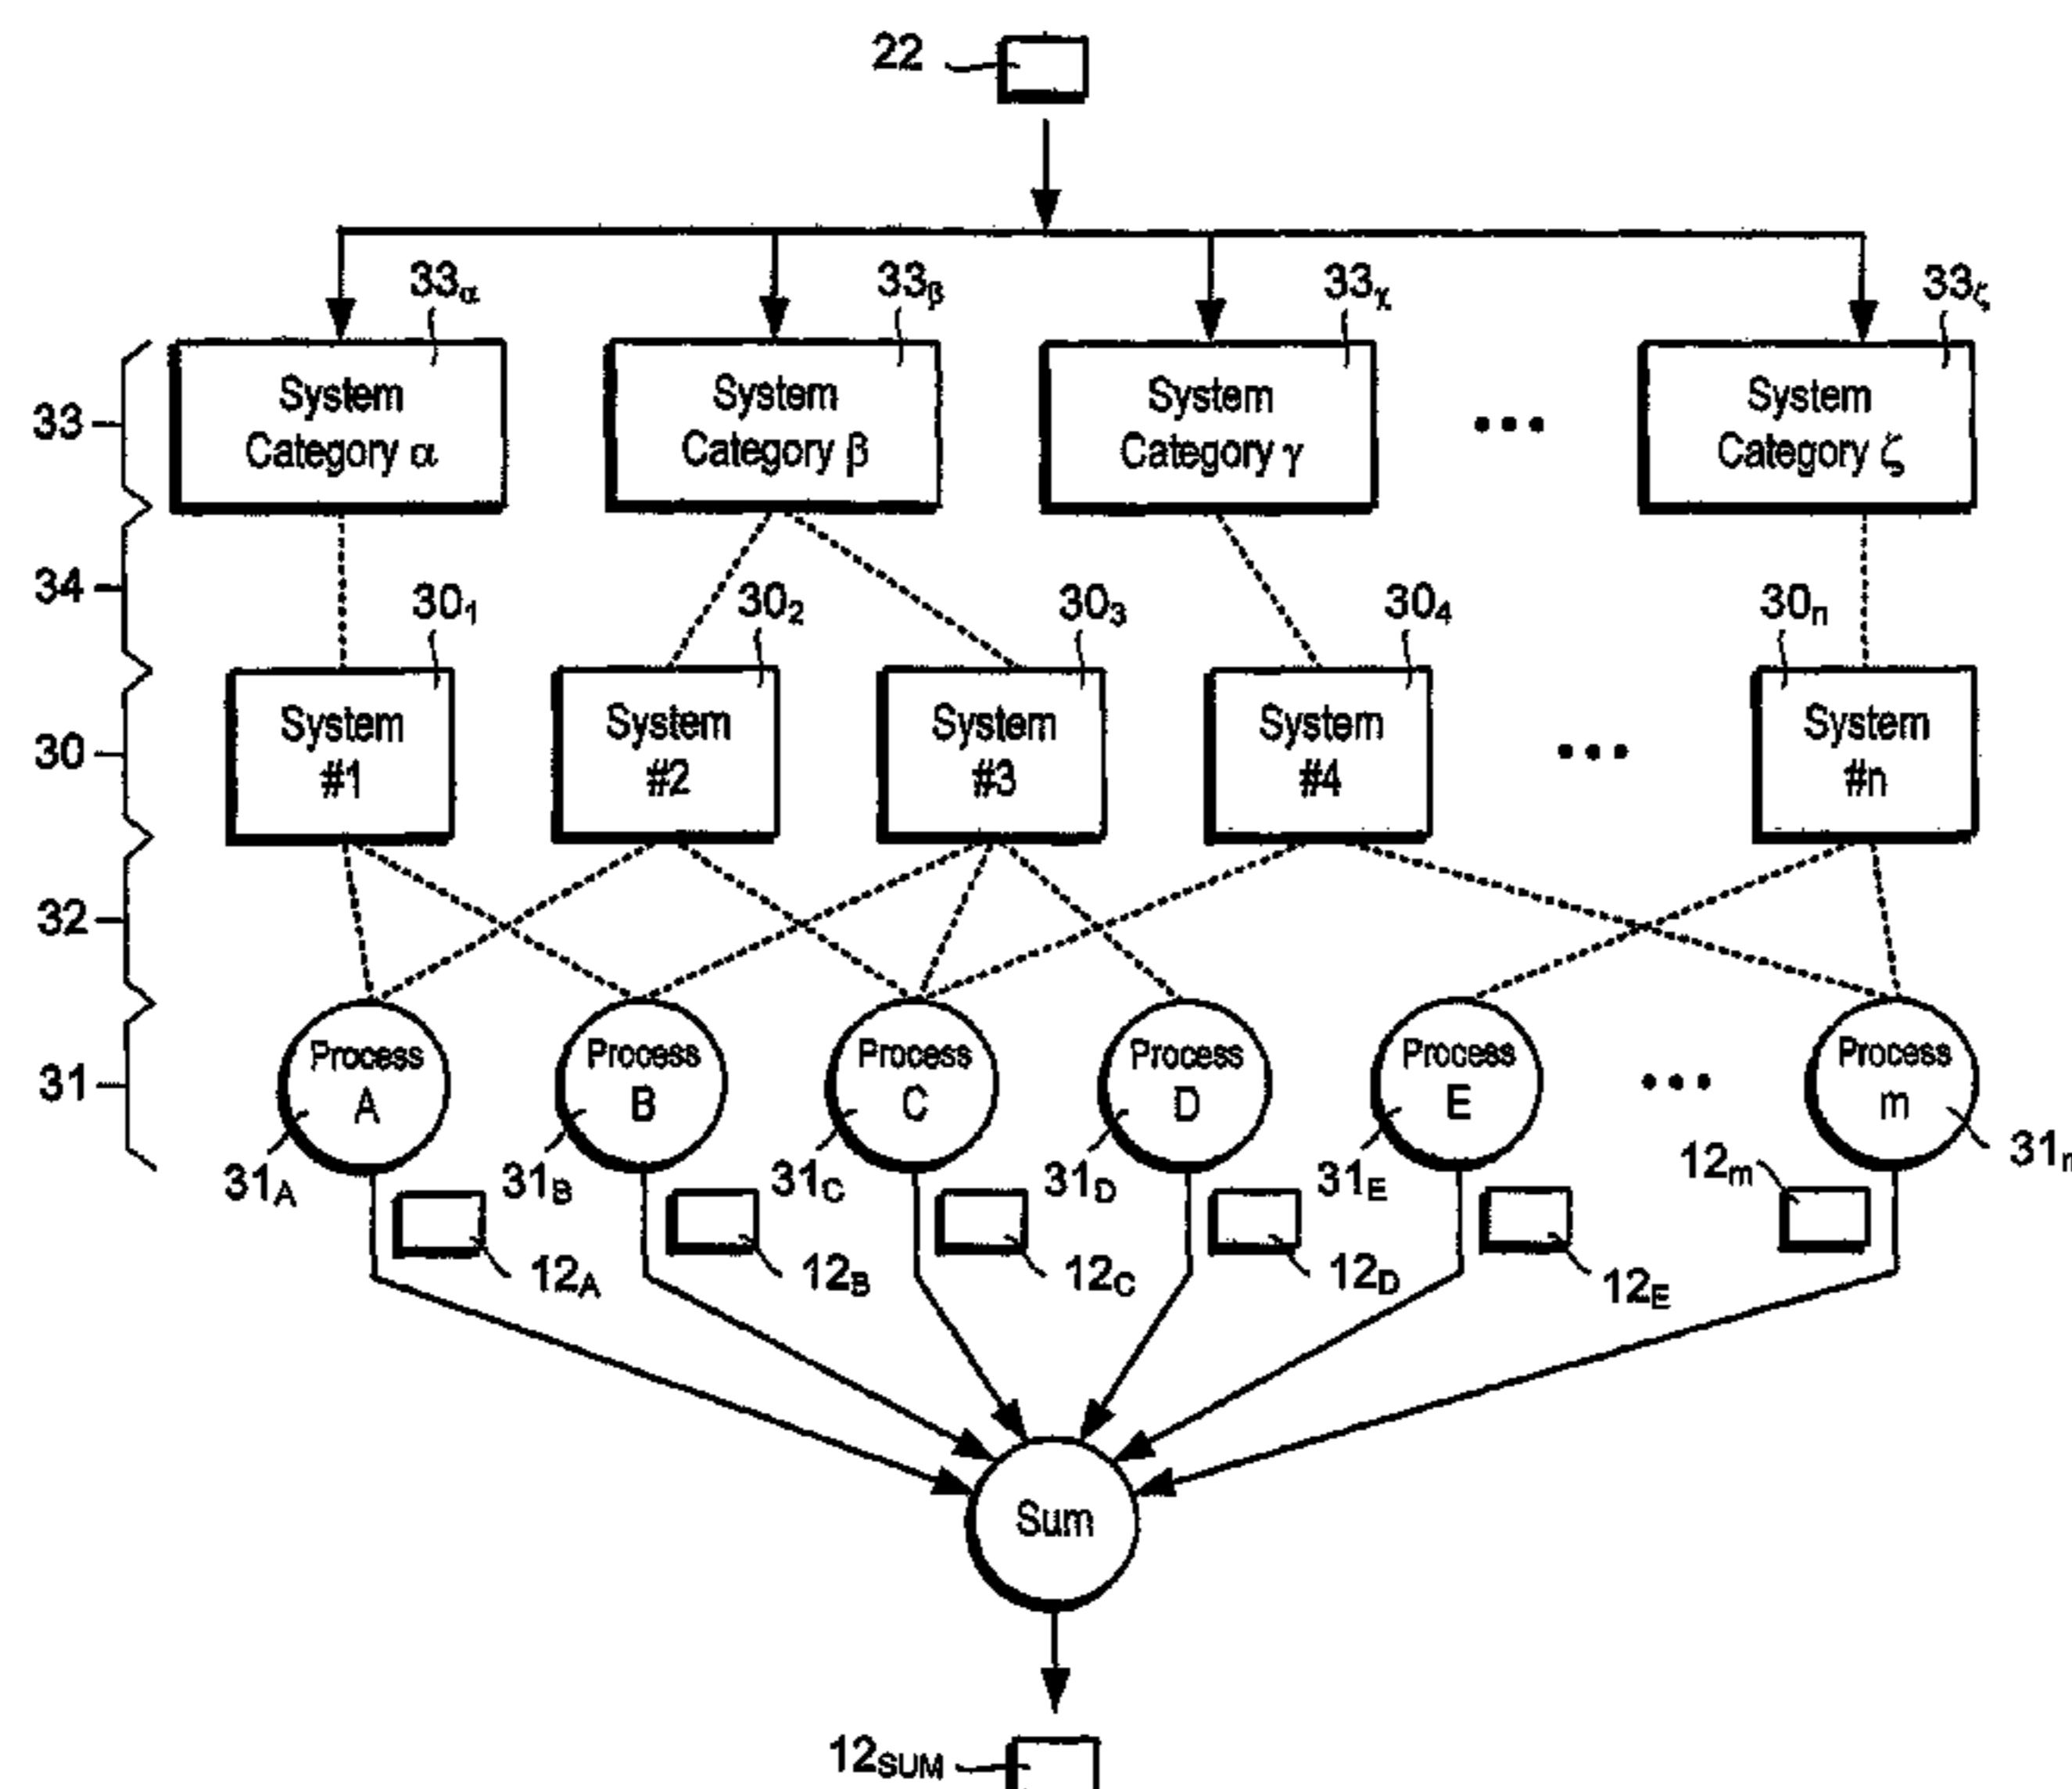 22
33α
33β
33χ
33ζ
System
Category α
System
Category β
System
Category γ
System
Category ζ
33
34
30₁
30₂
30₃
30₄
30n
System
#1
System
#2
System
#3
System
#4
System
#n
30
32
Process
A
Process
B
Process
C
Process
D
Process
E
Process
m
31
31A
31B
31C
31D
31E
12m
12A
12B
12C
12D
12E
Sum
12SUM